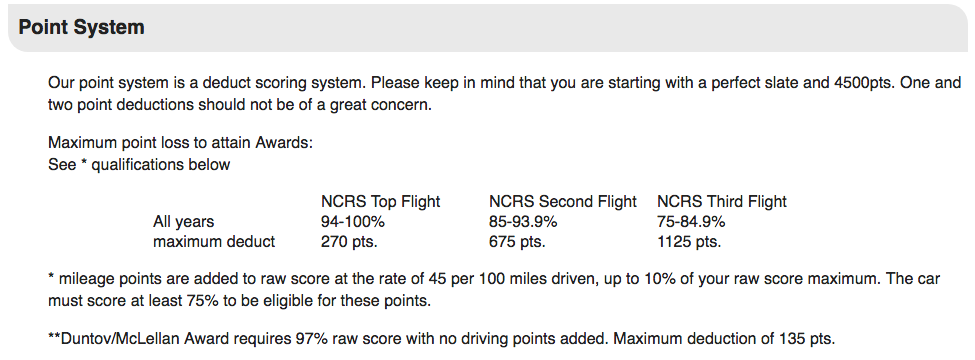 Point System
Our point system is a deduct scoring system. Please keep in mind that you are starting with a perfect slate and 4500pts. One and
two point deductions should not be of a great concern.
Maximum point loss to attain Awards:
See * qualifications below
NCRS Top Flight NCRS Second Flight NCRS Third Flight
All years 94-100% 85-93.9% 75-84.9%
maximum deduct 270 pts. 675 pts. 1125 pts.
* mileage points are added to raw score at the rate of 45 per 100 miles driven, up to 10% of your raw score maximum. The car
must score at least 75% to be eligible for these points.
**Duntov/McLellan Award requires 97% raw score with no driving points added. Maximum deduction of 135 pts.